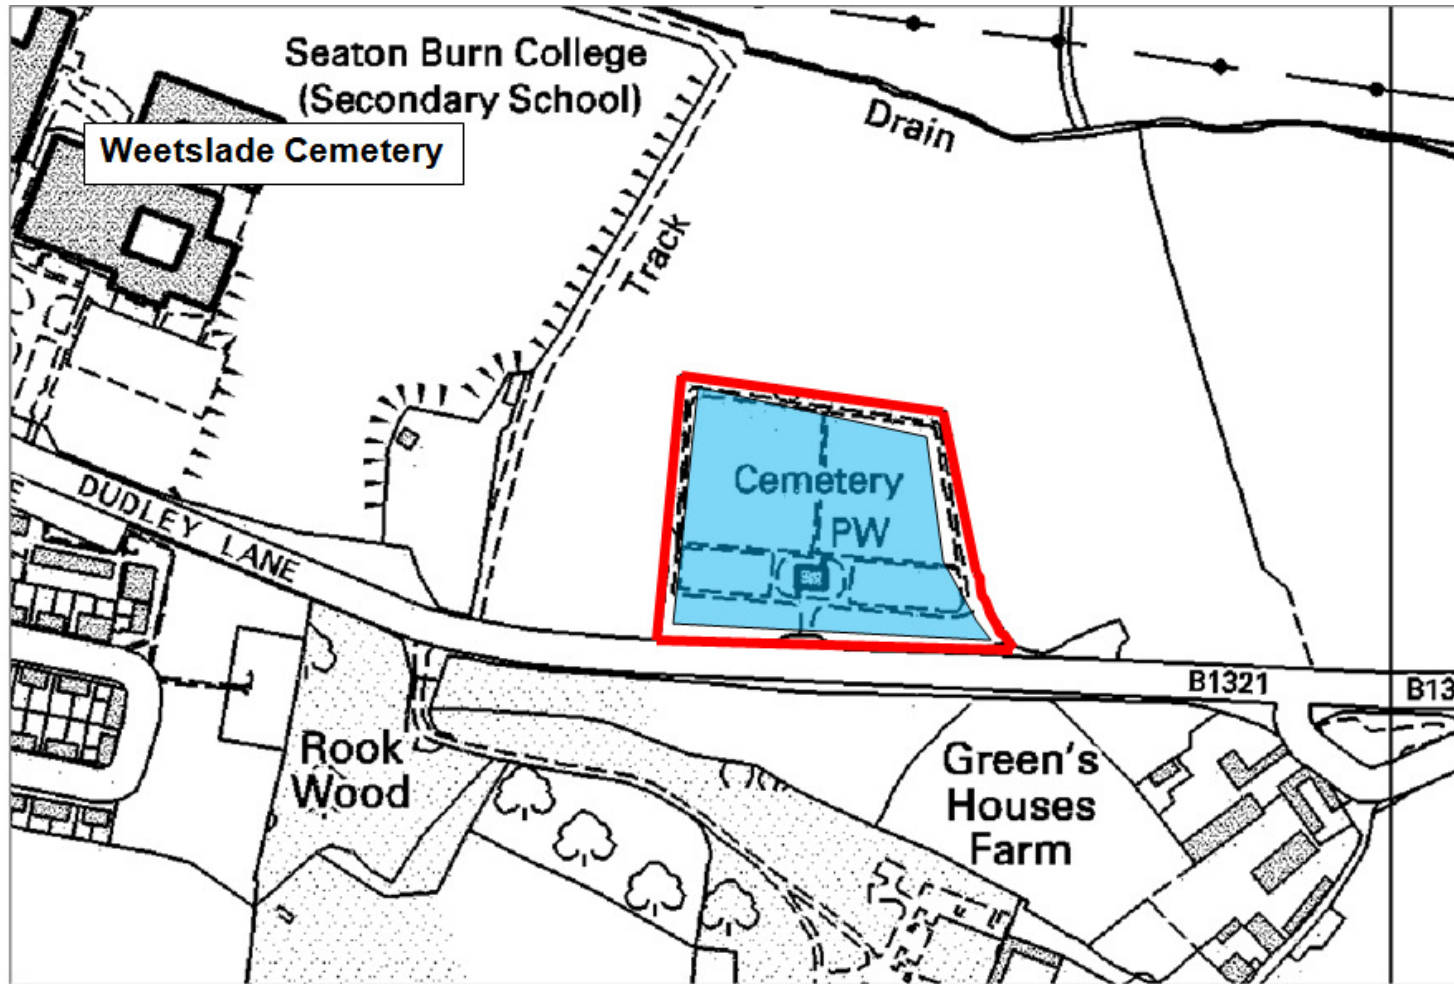 Seaton Burn College
(Secondary School)
Weetslade Cemetery
Drain
Track
Cemetery
PW
DUDLEY LANE
B1321
Rook
Wood
Green's
Houses
Farm